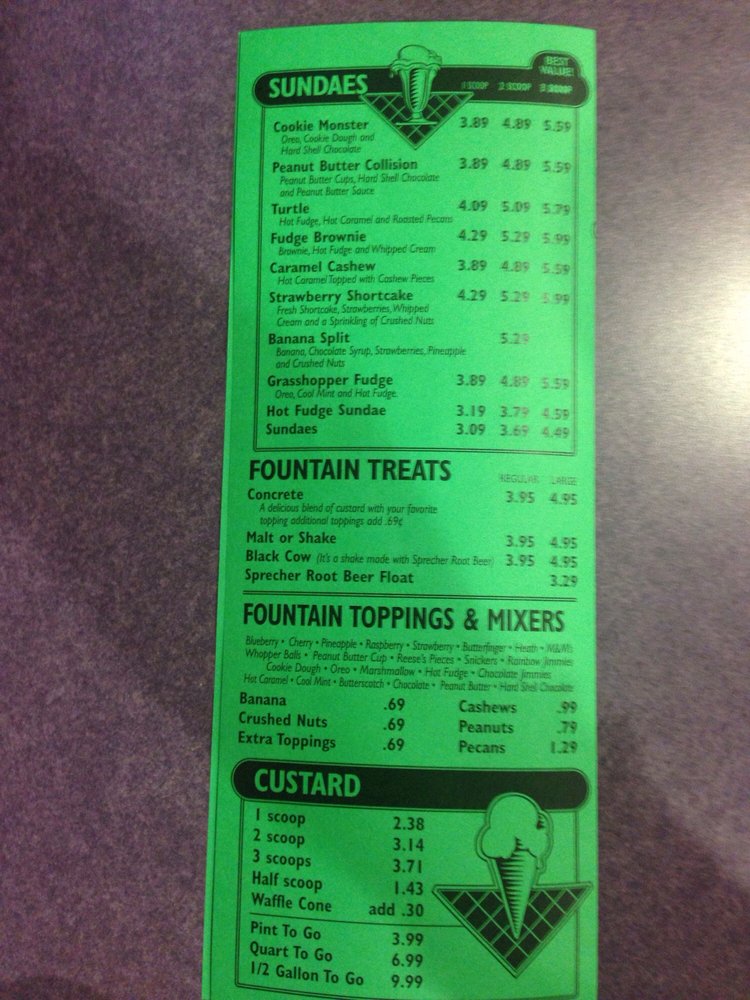 BEST VALUE!
SUNDAES 1 SCOOP 2 SCOOP 3 SCOOP
Cookie Monster 3.89 4.89 5.59
Oreo, Cookie Dough and
Hard Shell Chocolate
Peanut Butter Collision 3.89 4.89 5.59
Peanut Butter Cups, Hard Shell Chocolate
and Peanut Butter Sauce
Turtle 4.09 5.09 5.79
Hot Fudge, Hot Caramel and Roasted Pecans
Fudge Brownie 4.29 5.29 5.99
Brownie, Hot Fudge and Whipped Cream
Caramel Cashew 3.89 4.89 5.59
Hot Caramel Topped with Cashew Pieces
Strawberry Shortcake 4.29 5.29 5.99
Fresh Shortcake, Strawberries, Whipped
Cream and a Sprinkling of Crushed Nuts
Banana Split 5.29
Banana, Chocolate Syrup, Strawberries, Pineapple
and Crushed Nuts
Grasshopper Fudge 3.89 4.89 5.59
Oreo, Cool Mint and Hot Fudge
Hot Fudge Sundae 3.19 3.79 4.59
Sundaes 3.09 3.69 4.49
FOUNTAIN TREATS REGULAR LARGE
Concrete 3.95 4.95
A delicious blend of custard with your favorite
topping additional toppings add .69¢
Malt or Shake 3.95 4.95
Black Cow (It's a shake made with Sprecher Root Beer) 3.95 4.95
Sprecher Root Beer Float 3.29
FOUNTAIN TOPPINGS & MIXERS
Blueberry • Cherry • Pineapple • Raspberry • Strawberry • Butterfinger • Heath • M&M's
Whopper Balls • Peanut Butter Cup • Reese's Pieces • Snickers • Rainbow Jimmies
Cookie Dough • Oreo • Marshmallow • Hot Fudge • Chocolate Jimmies
Hot Caramel • Cool Mint • Butterscotch • Chocolate • Peanut Butter • Hard Shell Chocolate
Banana .69 Cashews .99
Crushed Nuts .69 Peanuts .79
Extra Toppings .69 Pecans 1.29
CUSTARD
1 scoop 2.38
2 scoop 3.14
3 scoops 3.71
Half scoop 1.43
Waffle Cone add .30
Pint To Go 3.99
Quart To Go 6.99
1/2 Gallon To Go 9.99